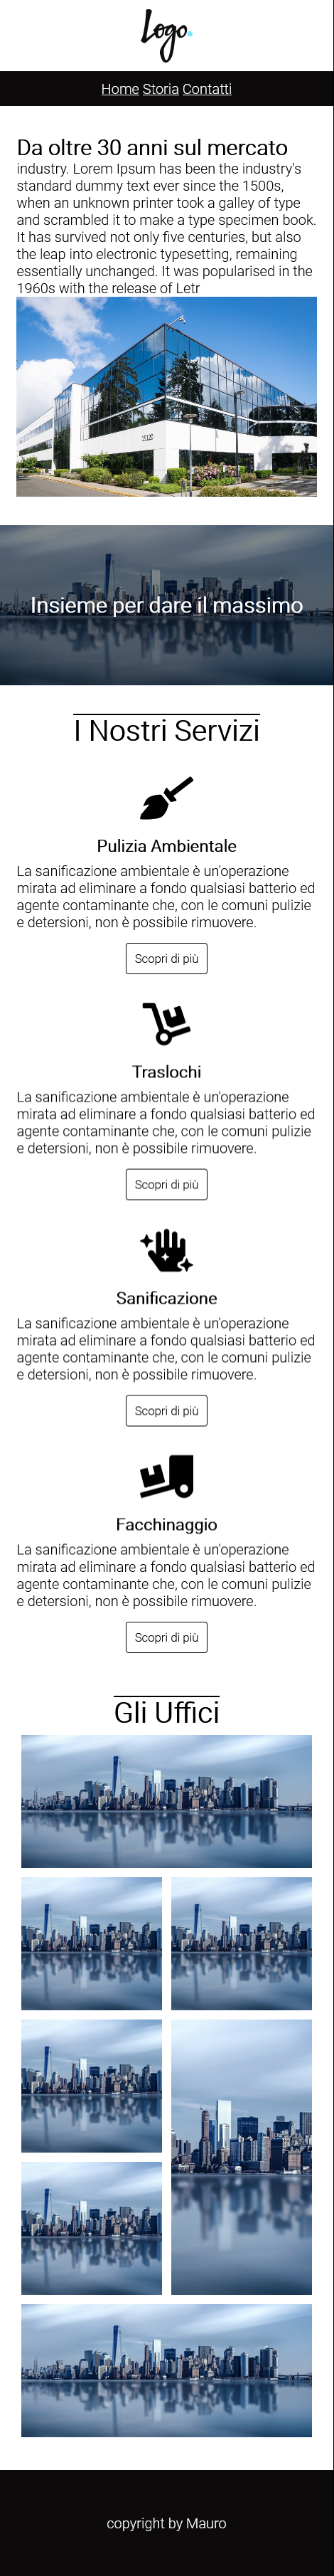 Logo.
Home Storia Contatti
Da oltre 30 anni sul mercato
industry. Lorem Ipsum has been the industry's
standard dummy text ever since the 1500s,
when an unknown printer took a galley of type
and scrambled it to make a type specimen book.
It has survived not only five centuries, but also
the leap into electronic typesetting, remaining
essentially unchanged. It was popularised in the
1960s with the release of Letr
Insieme per dare il massimo
I Nostri Servizi
Pulizia Ambientale
La sanificazione ambientale è un'operazione
mirata ad eliminare a fondo qualsiasi batterio ed
agente contaminante che, con le comuni pulizie
e detersioni, non è possibile rimuovere.
Scopri di più
Traslochi
La sanificazione ambientale è un'operazione
mirata ad eliminare a fondo qualsiasi batterio ed
agente contaminante che, con le comuni pulizie
e detersioni, non è possibile rimuovere.
Scopri di più
Sanificazione
La sanificazione ambientale è un'operazione
mirata ad eliminare a fondo qualsiasi batterio ed
agente contaminante che, con le comuni pulizie
e detersioni, non è possibile rimuovere.
Scopri di più
Facchinaggio
La sanificazione ambientale è un'operazione
mirata ad eliminare a fondo qualsiasi batterio ed
agente contaminante che, con le comuni pulizie
e detersioni, non è possibile rimuovere.
Scopri di più
Gli Uffici
copyright by Mauro